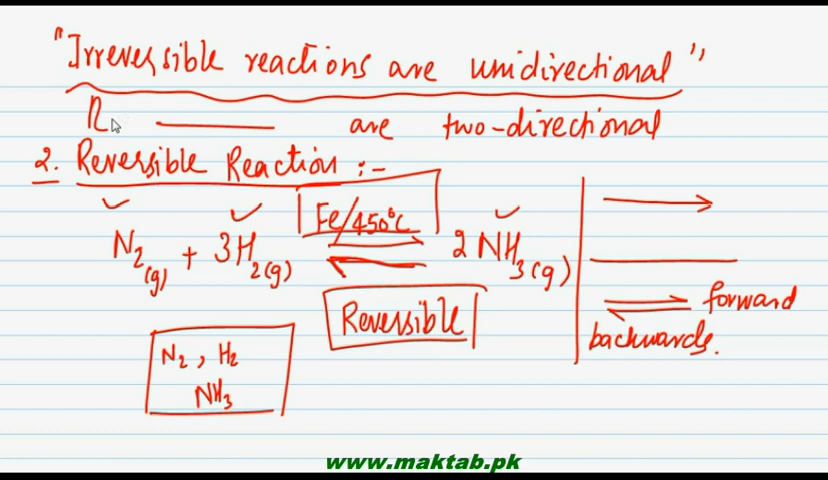 "Irreversible reactions are unidirectional"
R ______ are two-directional
2. Reversible Reaction :-
Fe/450°C
N2(g) + 3H2(g) ⇌ 2NH3(g)
Reversible
forward
backwards.
N2, H2
NH3
www.maktab.pk